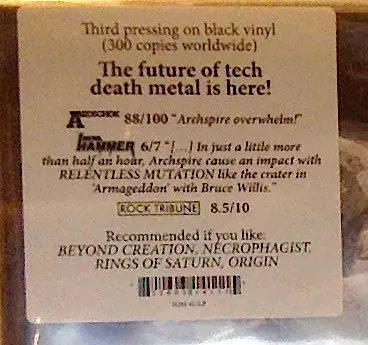 Third pressing on black vinyl
(300 copies worldwide)
The future of tech
death metal is here!
88/100 "Archspire overwhelm!"
HAMMER 6/7 "[...] In just a little more
than half an hour, Archspire cause an impact with
RELENTLESS MUTATION like the crater in
'Armageddon' with Bruce Willis."
ROCK TRIBUNE 8.5/10
Recommended if you like:
BEYOND CREATION, NECROPHAGIST,
RINGS OF SATURN, ORIGIN